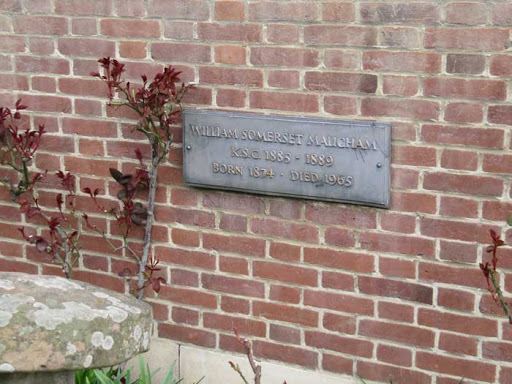 WILLIAM SOMERSET MAUGHAM
K.S.C. 1885 - 1889
BORN 1874 · DIED 1965